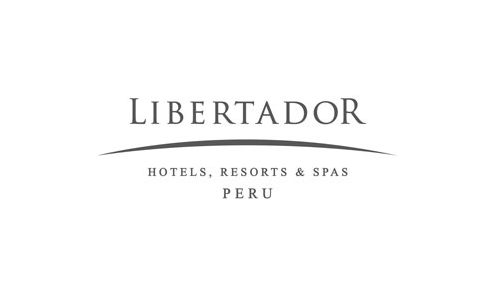 LIBERTADOR
HOTELS, RESORTS & SPAS
PERU